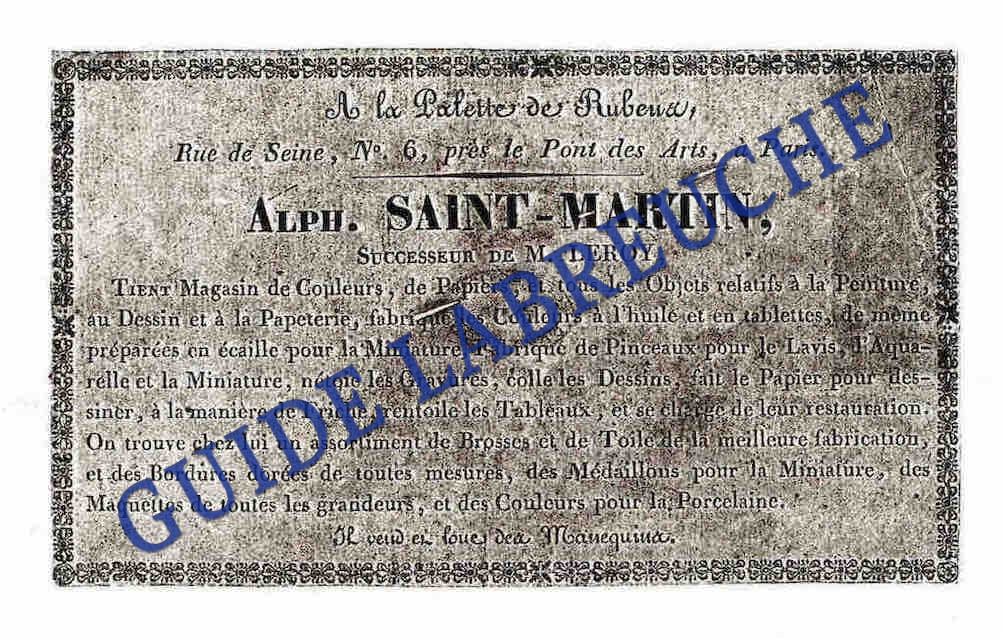 A la Palette de Rubens,
Rue de Seine, Nº. 6, près le Pont des Arts, à Paris
ALPH. SAINT-MARTIN,
SUCCESSEUR DE M. LEROY,
TIENT Magasin de Couleurs, de Papiers et tous les Objets relatifs à la Peinture,
au Dessin et à la Papeterie, fabrique les Couleurs à l'huile et en tablettes, de même
préparées en écaille pour la Miniature, Fabrique de Pinceaux pour le Lavis, l'Aqua-
relle et la Miniature, nétoie les Gravures, colle les Dessins, fait le Papier pour des-
siner, à la manière de rentoile les Tableaux, et se charge de leur restauration.
On trouve chez lui un assortiment de Brosses et de Toile de la meilleure fabrication,
et des Bordures dorées de toutes mesures, des Médaillons pour la Miniature, des
Maquettes de toutes les grandeurs, et des Couleurs pour la Porcelaine.
Il vend et loue des Manequins.
GUIDE LABREUCHE